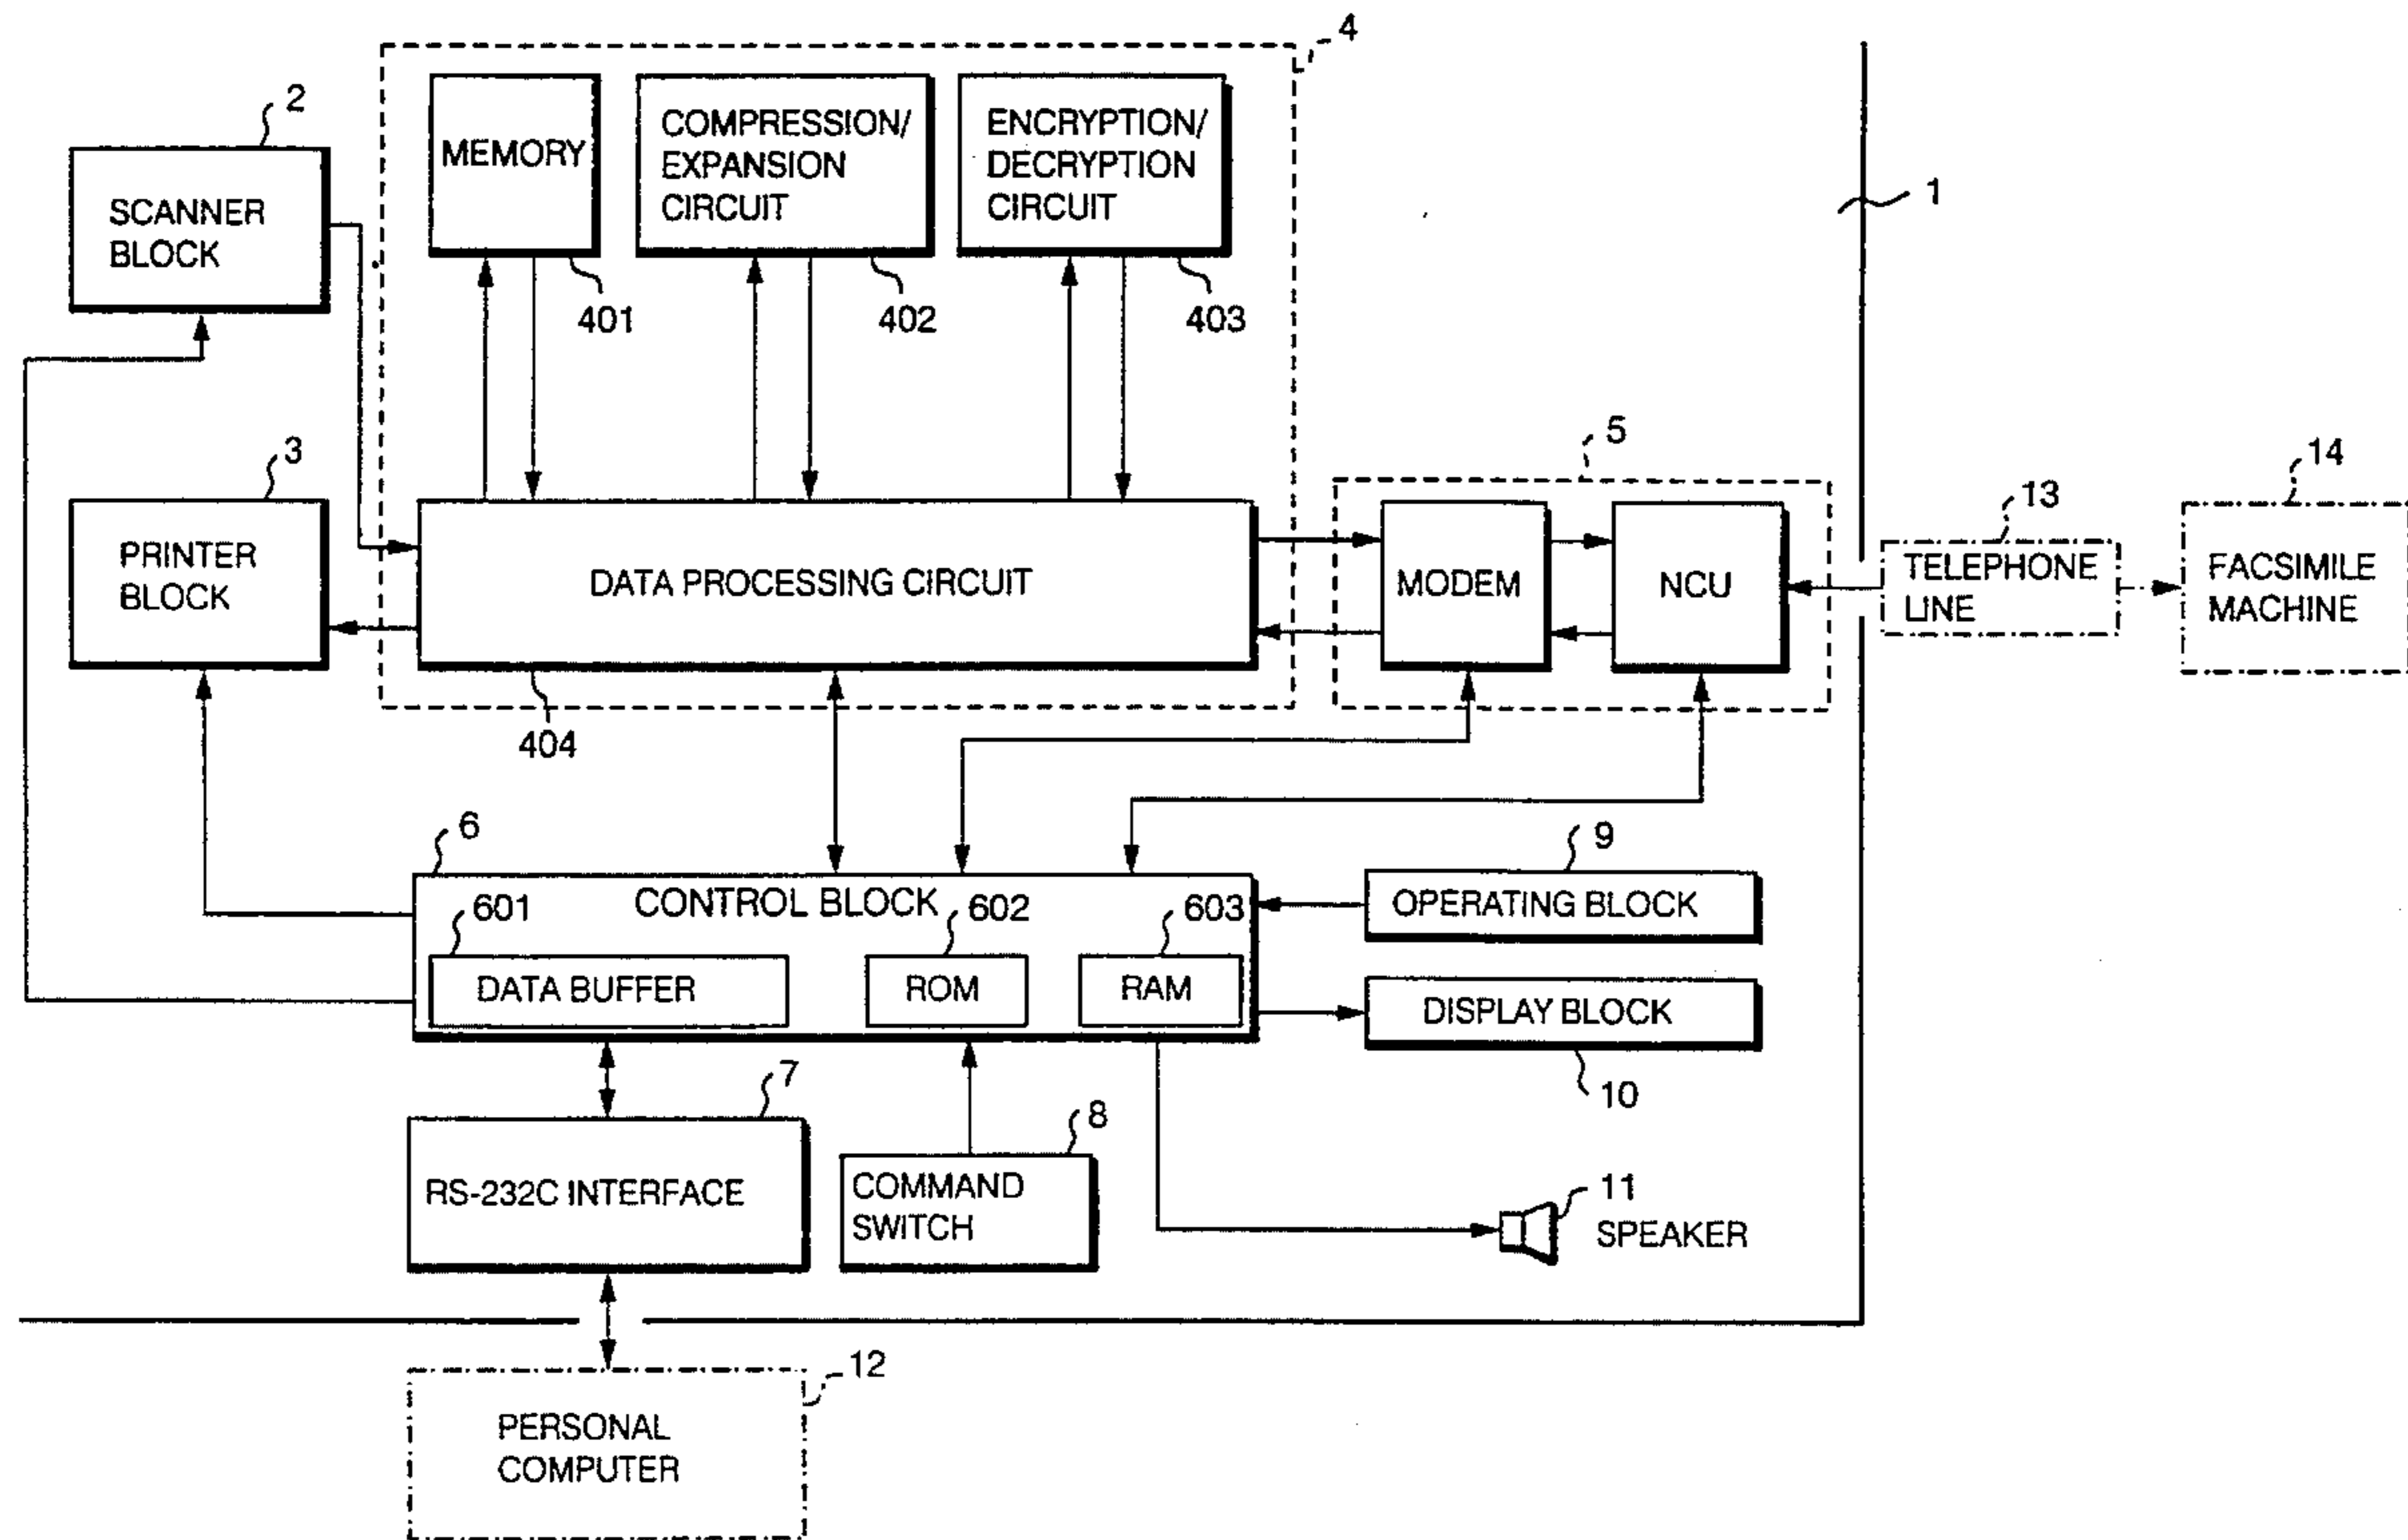 4
2
MEMORY
COMPRESSION/
EXPANSION
CIRCUIT
ENCRYPTION/
DECRYPTION
CIRCUIT
1
SCANNER
BLOCK
401
402
403
3
5
14
13
PRINTER
BLOCK
DATA PROCESSING CIRCUIT
MODEM
NCU
TELEPHONE
LINE
FACSIMILE
MACHINE
404
6
9
CONTROL BLOCK
601
602
603
OPERATING BLOCK
DATA BUFFER
ROM
RAM
DISPLAY BLOCK
7
8
10
RS-232C INTERFACE
COMMAND
SWITCH
11
SPEAKER
12
PERSONAL
COMPUTER